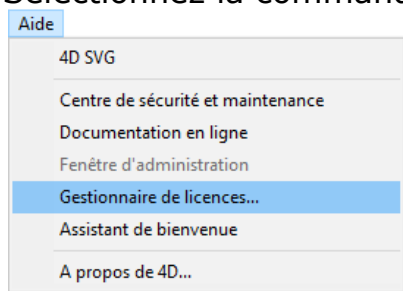 Sélectionnez la command
Aide
4D SVG
Centre de sécurité et maintenance
Documentation en ligne
Fenêtre d'administration
Gestionnaire de licences...
Assistant de bienvenue
A propos de 4D...